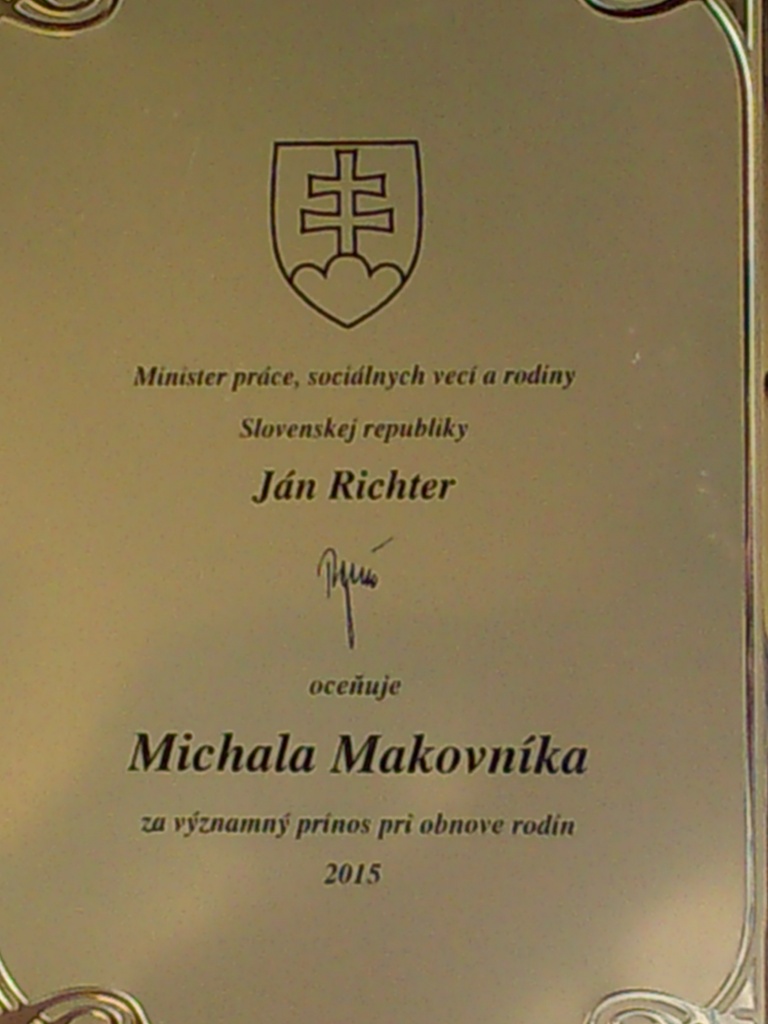 Minister práce, sociálnych vecí a rodiny
Slovenskej republiky
Ján Richter
oceňuje
Michala Makovníka
za významný prínos pri obnove rodín
2015